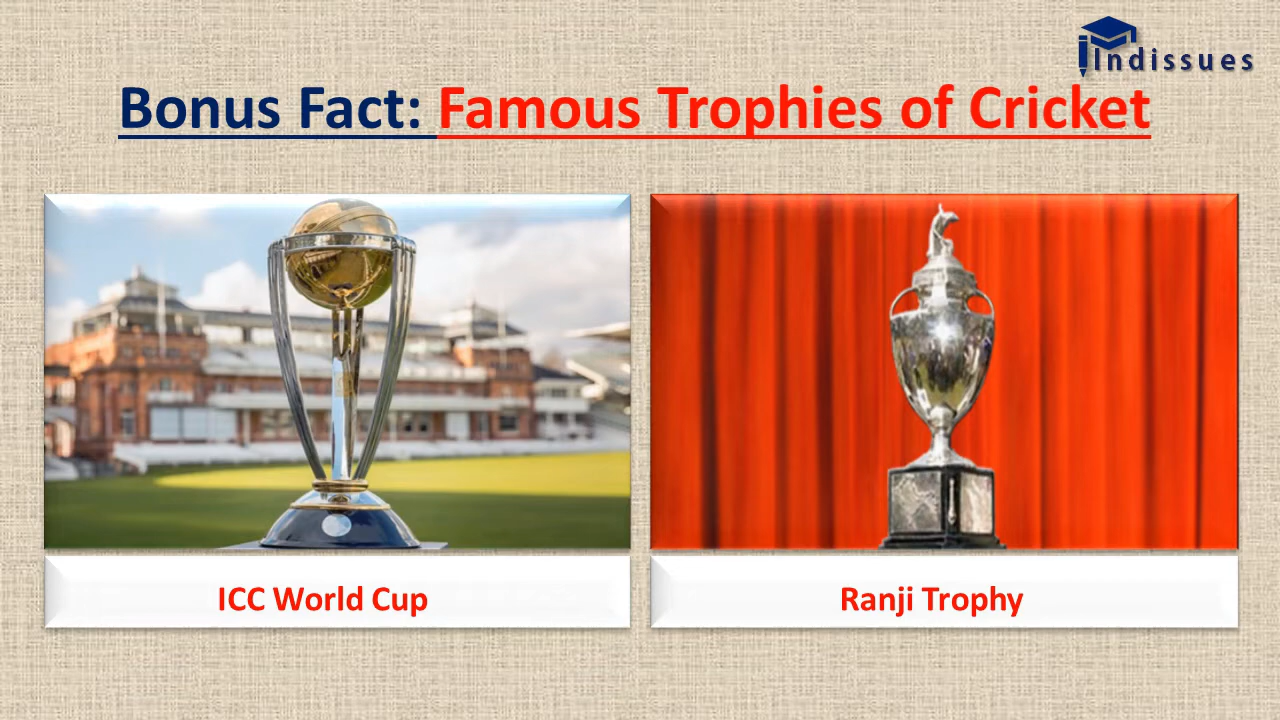 Indissues
Bonus Fact: Famous Trophies of Cricket
ICC World Cup
Ranji Trophy